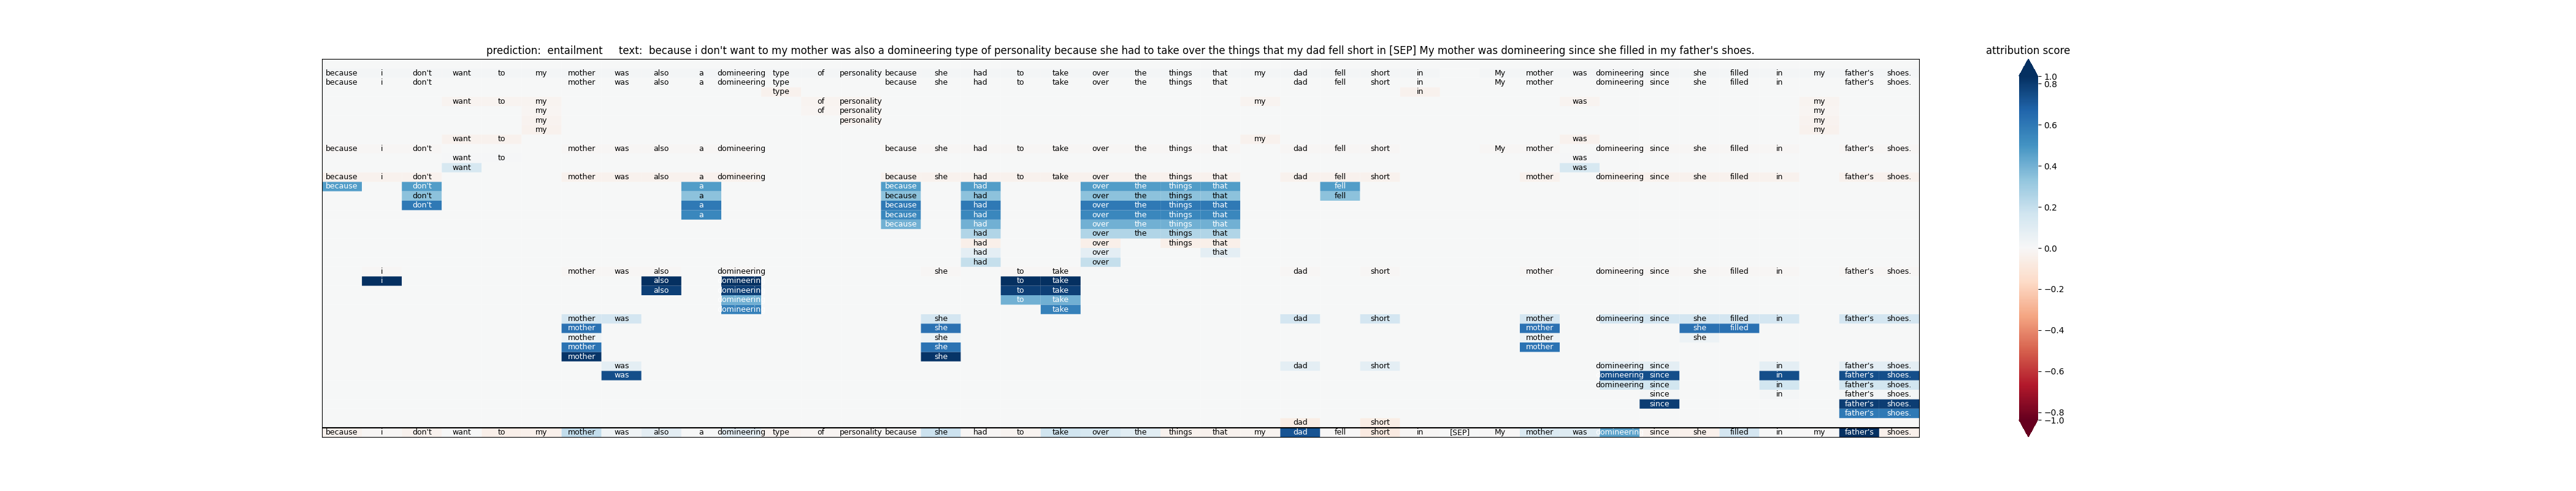 prediction: entailment text: because i don't want to my mother was also a domineering type of personality because she had to take over the things that my dad fell short in [SEP] My mother was domineering since she filled in my father's shoes.
attribution score
because i don't want to my mother was also a domineering type of personality because she had to take over the things that my dad fell short in My mother was domineering since she filled in my father's shoes.
because i don't want to my mother was also a domineering type of personality because she had to take over the things that my dad fell short in My mother was domineering since she filled in my father's shoes.
type in
want to my of personality my was my
my of personality my
my personality my
my my
want to my was
because i don't mother was also a domineering because she had to take over the things that dad fell short My mother domineering since she filled in father's shoes.
want to was
want was
because i don't mother was also a domineering because she had to take over the things that dad fell short mother domineering since she filled in father's shoes.
because don't a because had over the things that fell
don't a because had over the things that fell
don't a because had over the things that
a because had over the things that
because had over the things that
had over the things that
had over things that
had over that
had over
i mother was also domineering she to take dad short mother domineering since she filled in father's shoes.
i also omineerin to take
also omineerin to take
omineerin to take
omineerin take
mother was she dad short mother domineering since she filled in father's shoes.
mother she mother she filled
mother she mother she
mother she mother
mother she
was dad short domineering since in father's shoes.
was omineering since in father's shoes.
domineering since in father's shoes.
since in father's shoes.
since father's shoes.
father's shoes.
dad short
because i don't want to my mother was also a domineering type of personality because she had to take over the things that my dad fell short in [SEP] My mother was omineerin since she filled in my father's shoes.
1.0
0.8
0.6
0.4
0.2
0.0
−0.2
−0.4
−0.6
−0.8
−1.0